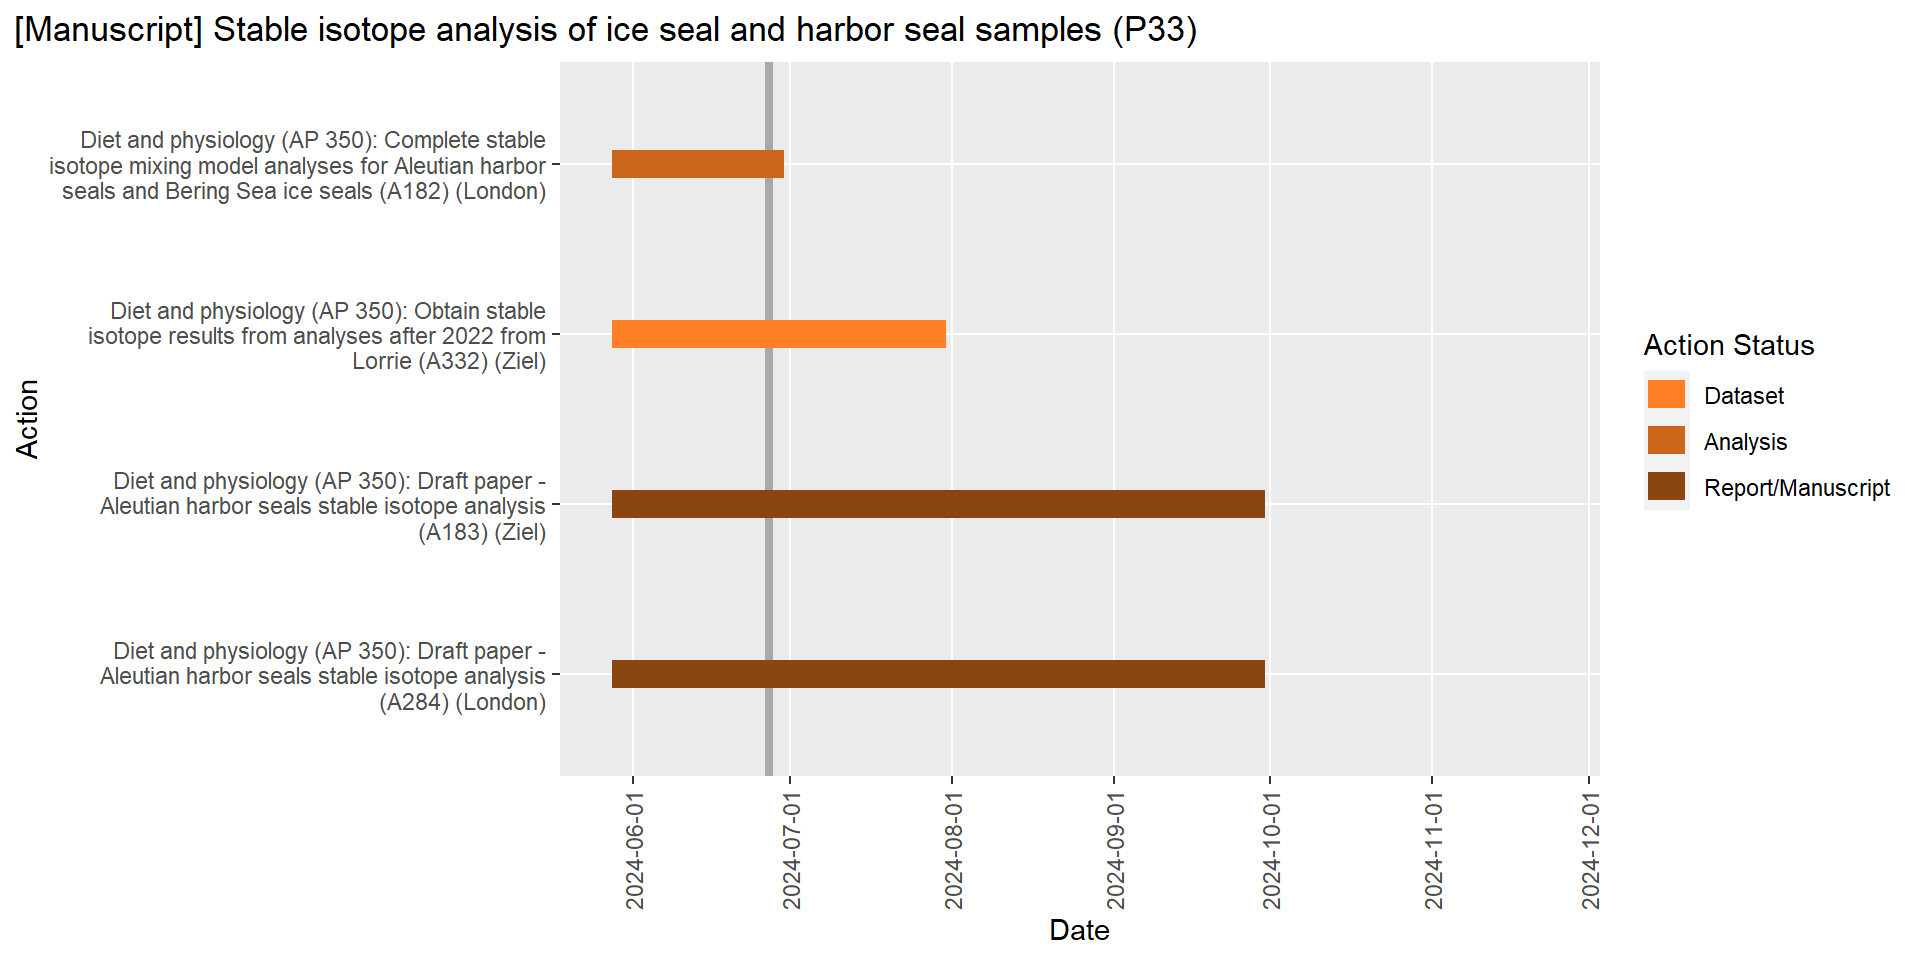 [Manuscript] Stable isotope analysis of ice seal and harbor seal samples (P33)
Diet and physiology (AP 350): Complete stable
isotope mixing model analyses for Aleutian harbor
seals and Bering Sea ice seals (A182) (London)
Diet and physiology (AP 350): Obtain stable
isotope results from analyses after 2022 from
Lorrie (A332) (Ziel)
Diet and physiology (AP 350): Draft paper -
Aleutian harbor seals stable isotope analysis
(A183) (Ziel)
Diet and physiology (AP 350): Draft paper -
Aleutian harbor seals stable isotope analysis
(A284) (London)
Action
2024-06-01
2024-07-01
2024-08-01
2024-09-01
2024-10-01
2024-11-01
2024-12-01
Date
Action Status
Dataset
Analysis
Report/Manuscript